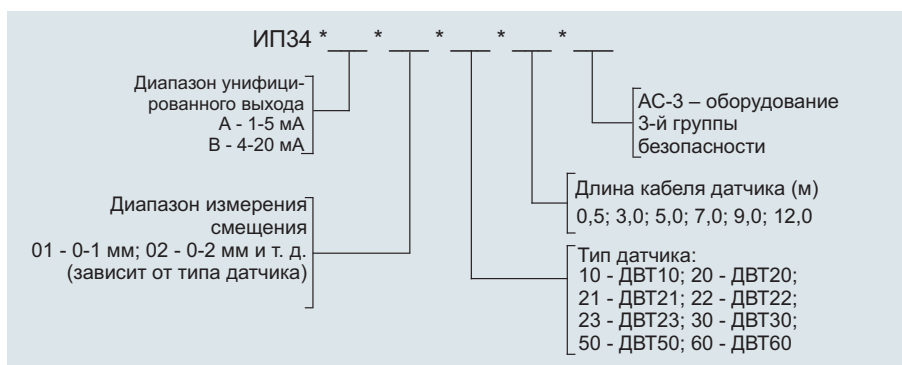 ИП34 *___ *___ *___ *___ *___
Диапазон унифици-
рованного выхода
А - 1-5 мА
В - 4-20 мА
АС-3 – оборудование
3-й группы
безопасности
Длина кабеля датчика (м)
0,5; 3,0; 5,0; 7,0; 9,0; 12,0
Диапазон измерения
смещения
01 - 0-1 мм; 02 - 0-2 мм и т. д.
(зависит от типа датчика)
Тип датчика:
10 - ДВТ10; 20 - ДВТ20;
21 - ДВТ21; 22 - ДВТ22;
23 - ДВТ23; 30 - ДВТ30;
50 - ДВТ50; 60 - ДВТ60